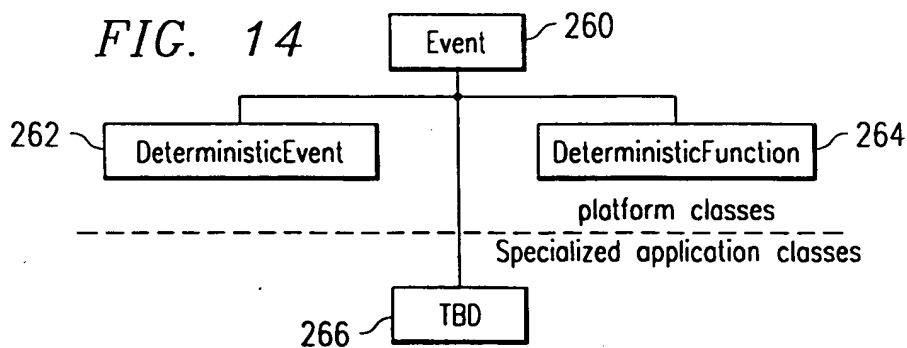 FIG. 14
Event
260
262
DeterministicEvent
DeterministicFunction
264
platform classes
Specialized application classes
TBD
266